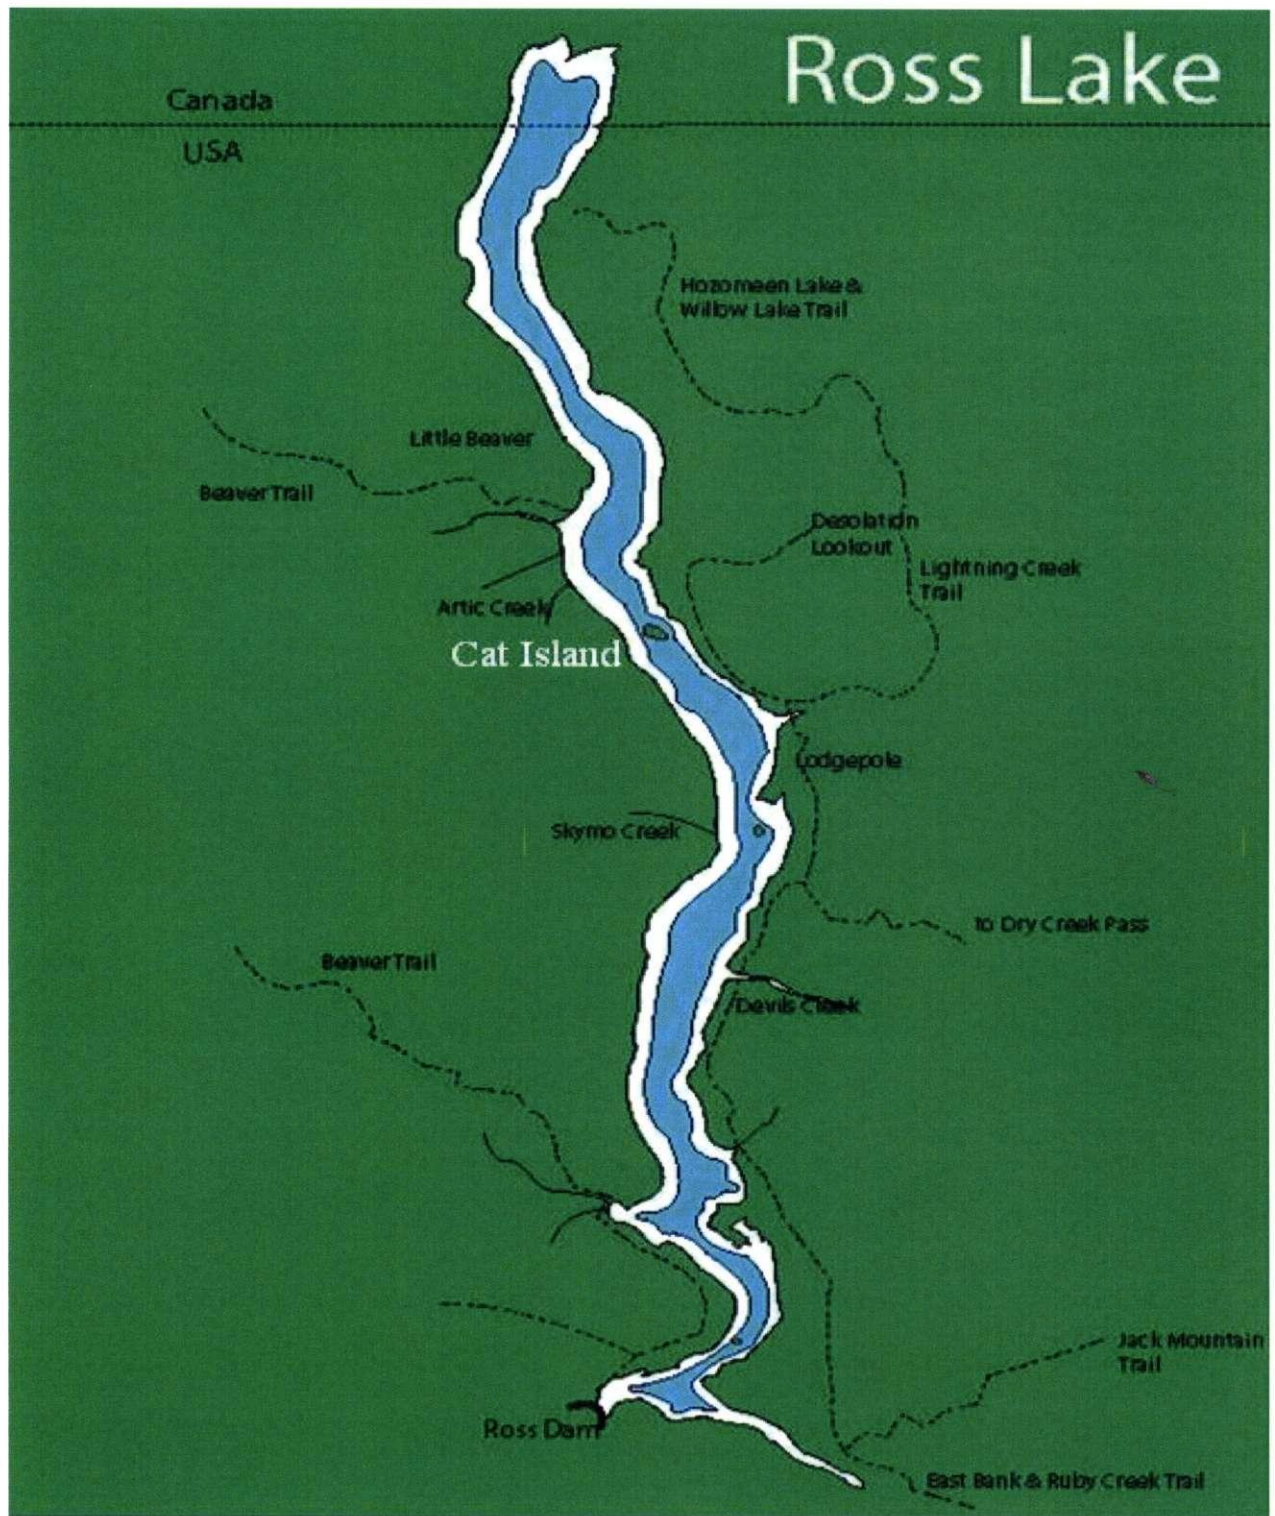 Ross Lake
Canada
USA
Hozomeen Lake &
Willow Lake Trail
Little Beaver
Beaver Trail
Desolation
Lookout
Lightning Creek
Trail
Artic Creek
Cat Island
Lodgepole
Skymo Creek
to Dry Creek Pass
Beaver Trail
Devils Creek
Jack Mountain
Trail
Ross Dam
East Bank & Ruby Creek Trail